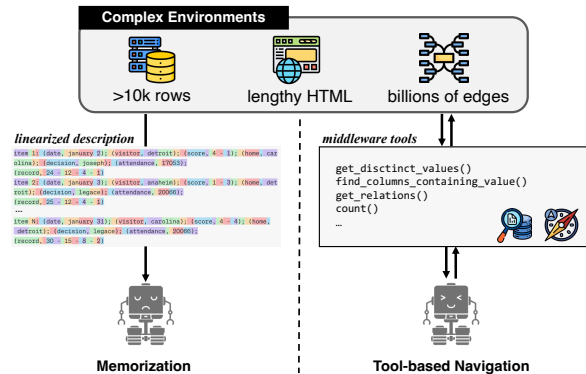 Complex Environments
>10k rows
lengthy HTML
billions of edges
linearized description
item 1: (date, january 2); (visitor, detroit); (score, 4 - 1); (home, car
olina); (decision, joseph); (attendance, 17053);
(record, 24 - 12 - 4 - 1)
item 2: (date, january 3); (visitor, anaheim); (score, 1 - 3); (home, det
roit); (decision, legace); (attendance, 20066);
(record, 25 - 12 - 4 - 1)
...
item N: (date, january 31); (visitor, carolina); (score, 4 - 4); (home,
detroit); (decision, legace); (attendance, 20066);
(record, 30 - 15 - 8 - 2)
middleware tools
get_disctinct_values()
find_columns_containing_value()
get_relations()
count()
…
Memorization
Tool-based Navigation